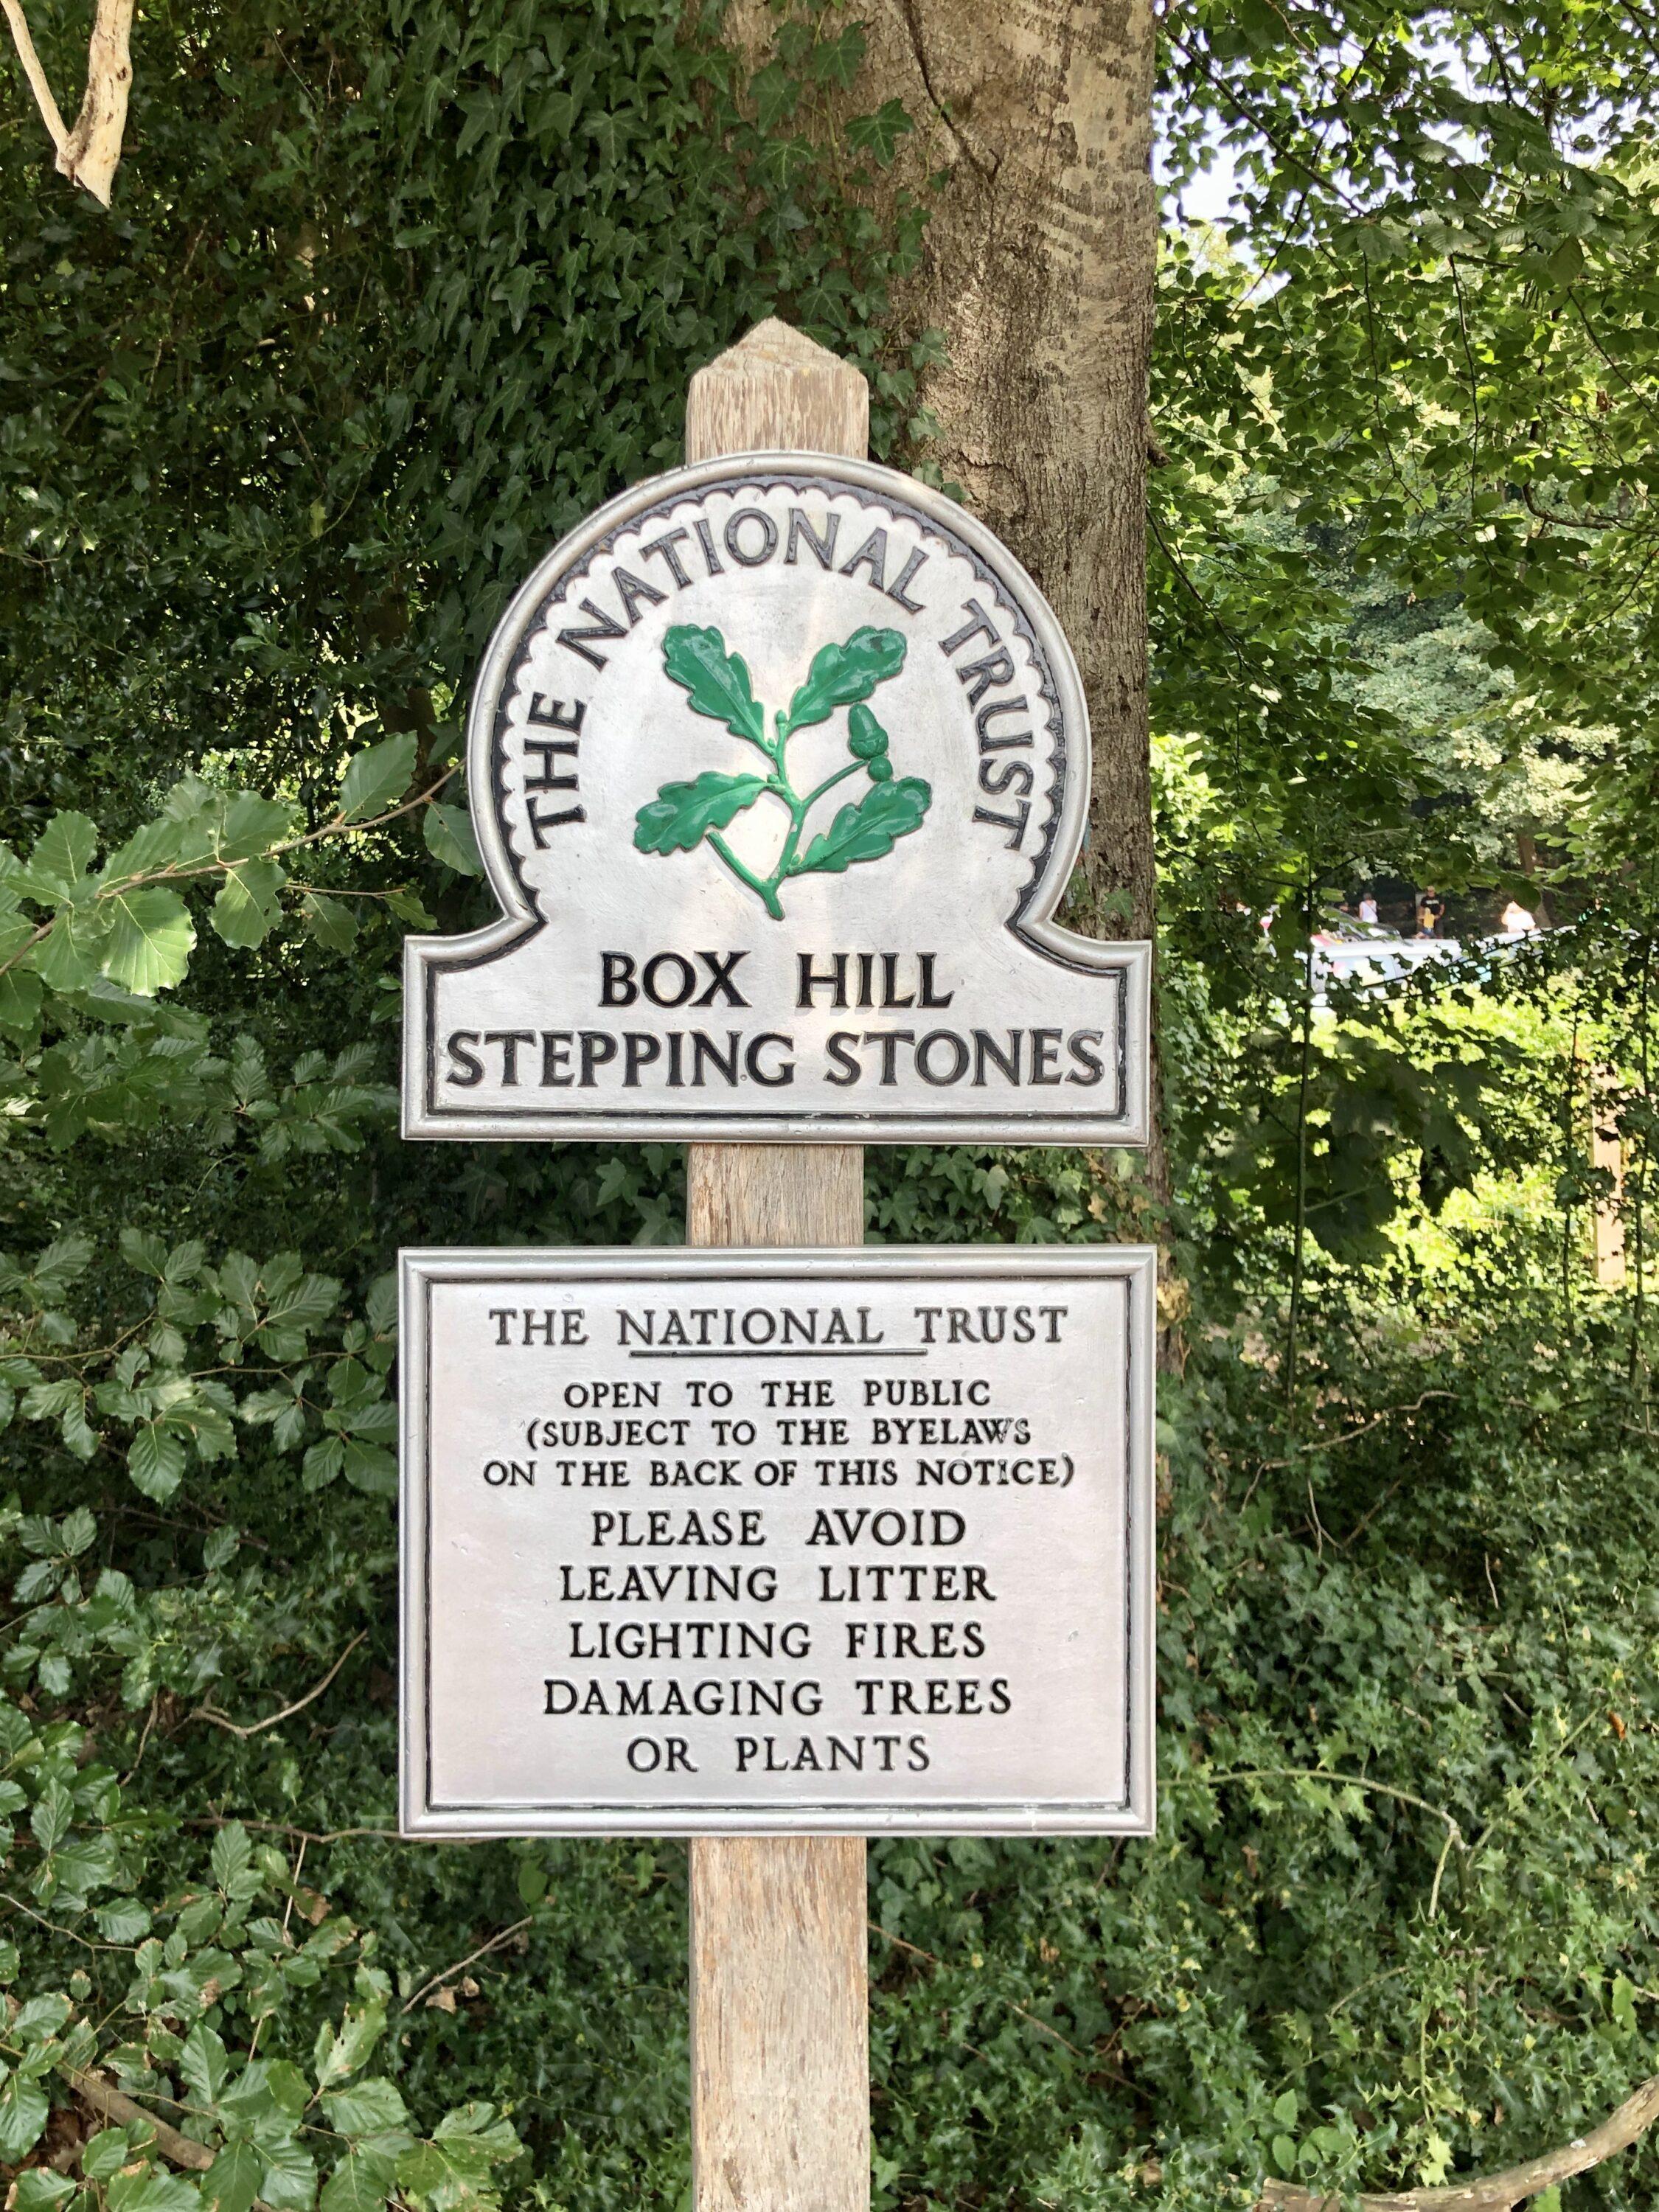 THE NATIONAL TRUST
BOX HILL
STEPPING STONES
THE NATIONAL TRUST
OPEN TO THE PUBLIC
(SUBJECT TO THE BYELAWS
ON THE BACK OF THIS NOTICE)
PLEASE AVOID
LEAVING LITTER
LIGHTING FIRES
DAMAGING TREES
OR PLANTS